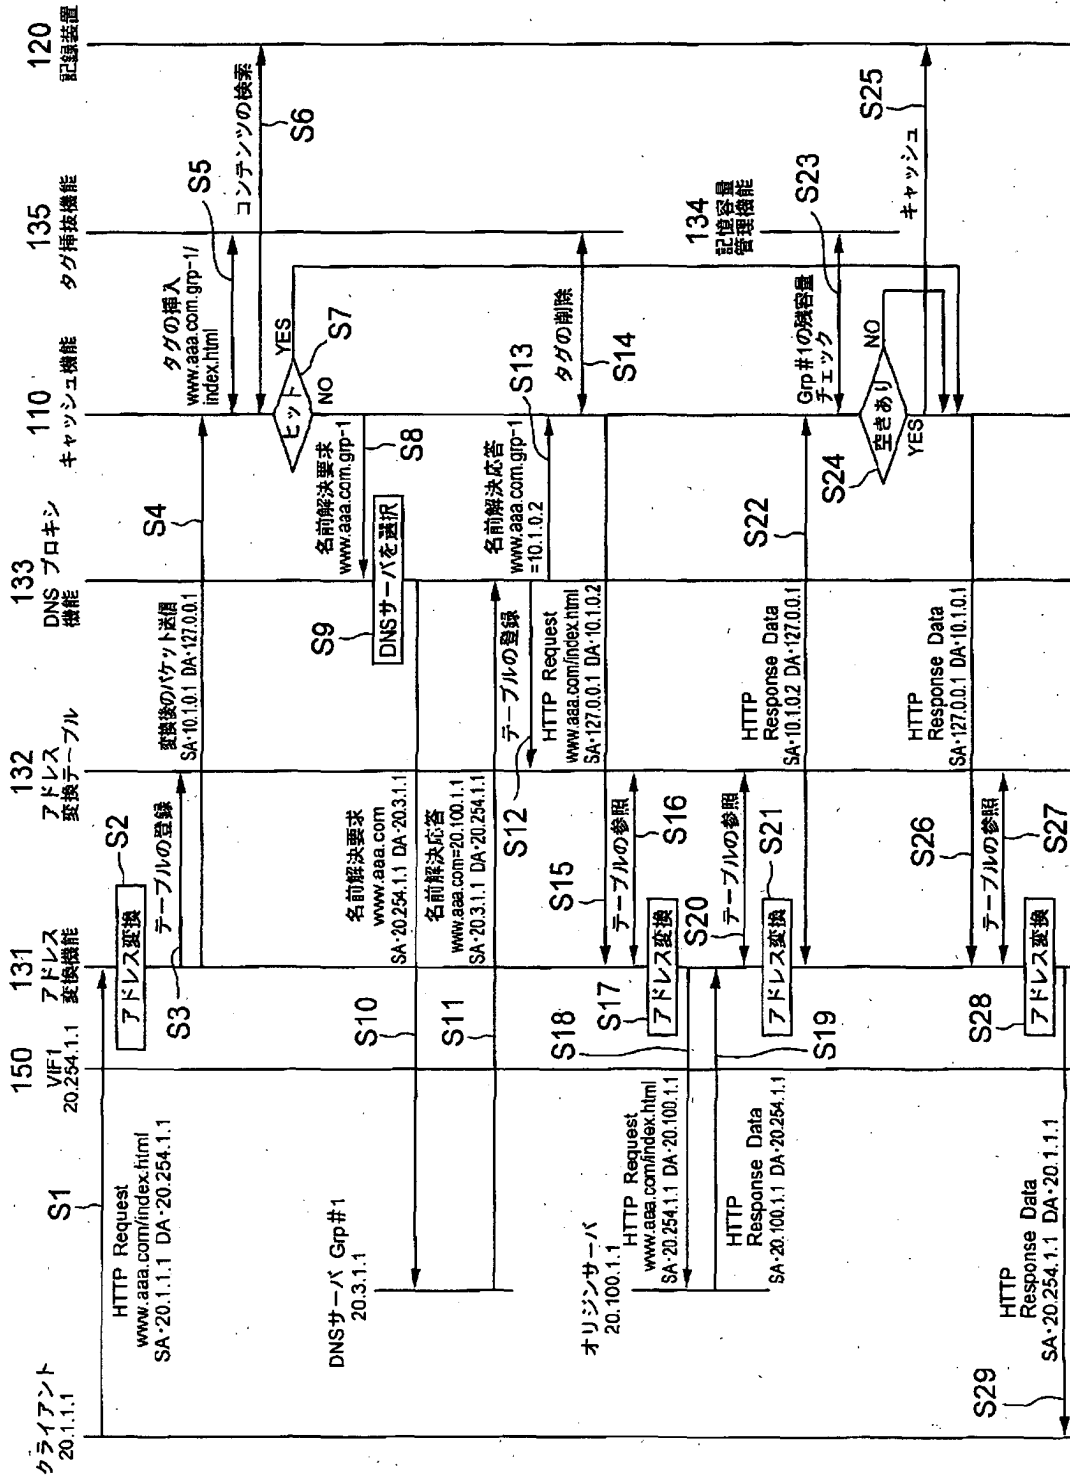 クライアント
20.1.1.1
150
VIF1
20.254.1.1
131
アドレス
変換機能
132
アドレス
変換テーブル
133
DNS プロキシ
機能
110
キャッシュ機能
135
タグ挿抜機能
120
記録装置
S1
HTTP Request
www.aaa.com/index.html
SA・20.1.1.1 DA・20.254.1.1
アドレス変換
S2
テーブルの登録
S3
変換後のパケット送信
SA・10.1.0.1 DA・127.0.0.1
S4
タグの挿入
www.aaa.com.grp-1/
index.html
S5
コンテンツの検索
S6
ヒット
YES
NO
S7
名前解決要求
www.aaa.com.grp-1
S8
DNSサーバを選択
S9
DNSサーバ Grp#1
20.3.1.1
名前解決要求
www.aaa.com
SA・20.254.1.1 DA・20.3.1.1
S10
名前解決応答
www.aaa.com=20.100.1.1
SA・20.3.1.1 DA・20.254.1.1
S11
テーブルの登録
S12
名前解決応答
www.aaa.com.grp-1
=10.1.0.2
S13
タグの削除
S14
HTTP Request
www.aaa.com/index.html
SA・127.0.0.1 DA・10.1.0.2
S15
テーブルの参照
S16
アドレス変換
S17
オリジンサーバ
20.100.1.1
HTTP Request
www.aaa.com/index.html
SA・20.254.1.1 DA・20.100.1.1
S18
HTTP
Response Data
SA・20.100.1.1 DA・20.254.1.1
S19
テーブルの参照
S20
アドレス変換
S21
HTTP
Response Data
SA・10.1.0.2 DA・127.0.0.1
S22
134
記憶容量
管理機能
Grp#1の残容量
チェック
S23
空きあり
NO
YES
S24
キャッシュ
S25
HTTP
Response Data
SA・127.0.0.1 DA・10.1.0.1
S26
テーブルの参照
S27
アドレス変換
S28
HTTP
Response Data
SA・20.254.1.1 DA・20.1.1.1
S29